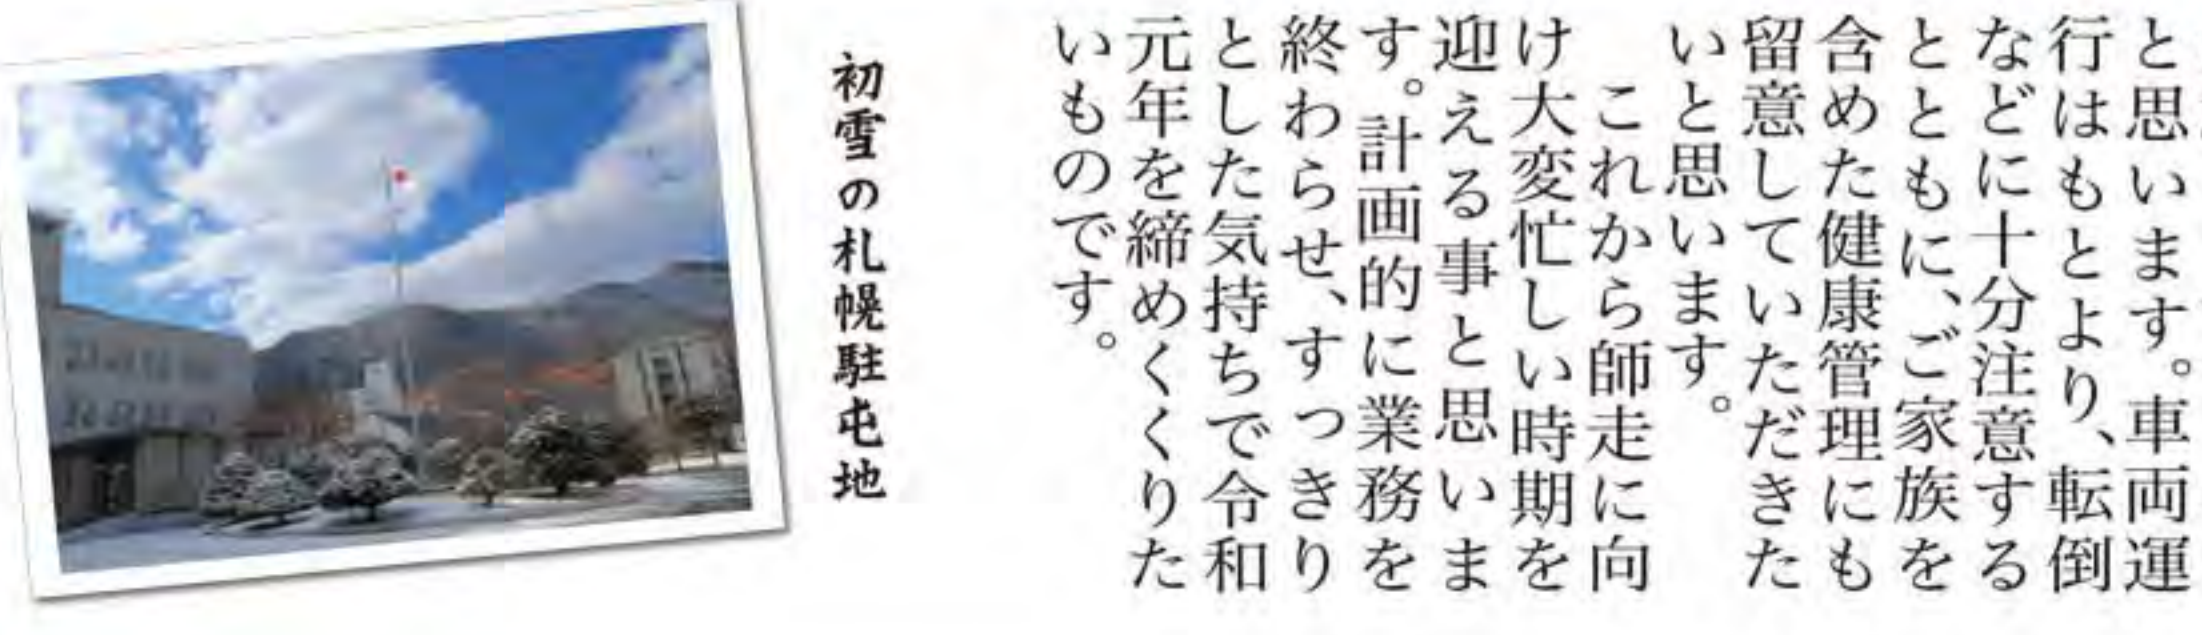 と思います。車両運
行はもとより、転倒
などに十分注意する
とともに、ご家族を
含めた健康管理にも
留意していただきた
いと思います。
これから師走に向
け大変忙しい時期を
迎える事と思いま
す。計画的に業務を
終わらせ、すっきり
とした気持ちで令和
元年を締めくくりた
いものです。
初雪の札幌駐屯地